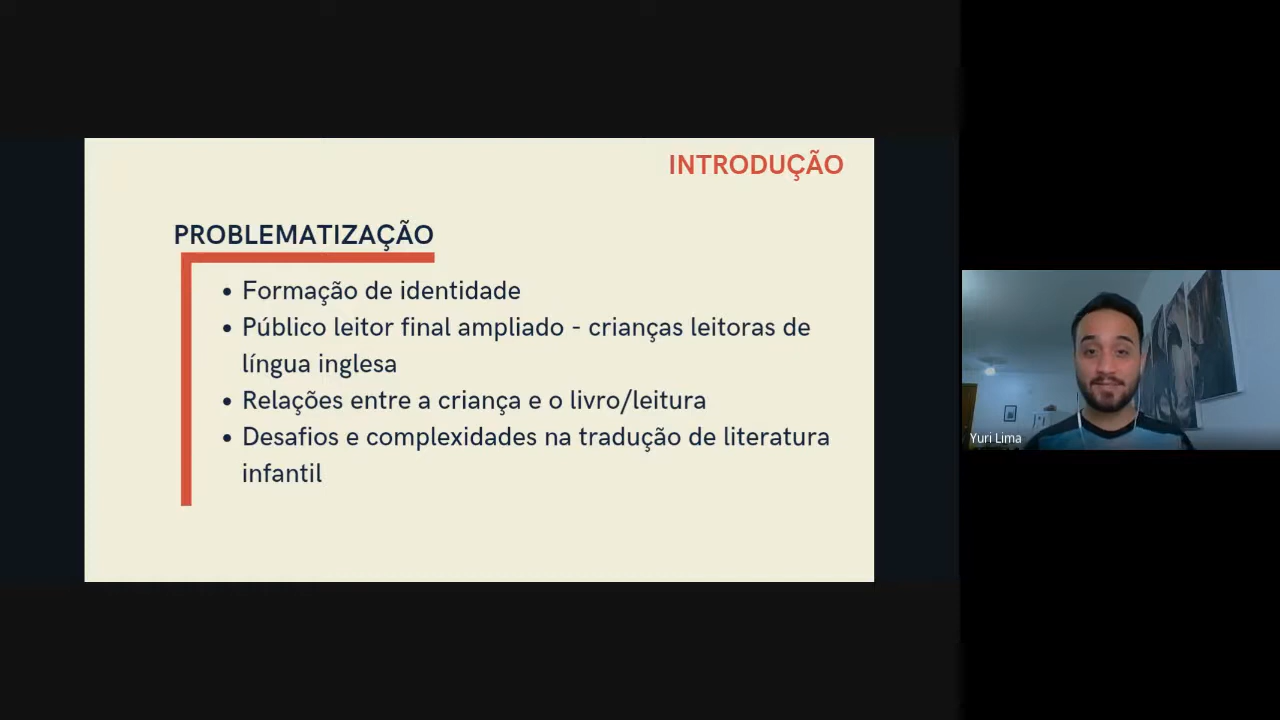 INTRODUÇÃO
PROBLEMATIZAÇÃO
• Formação de identidade
• Público leitor final ampliado - crianças leitoras de
língua inglesa
• Relações entre a criança e o livro/leitura
• Desafios e complexidades na tradução de literatura
infantil
Yuri Lima